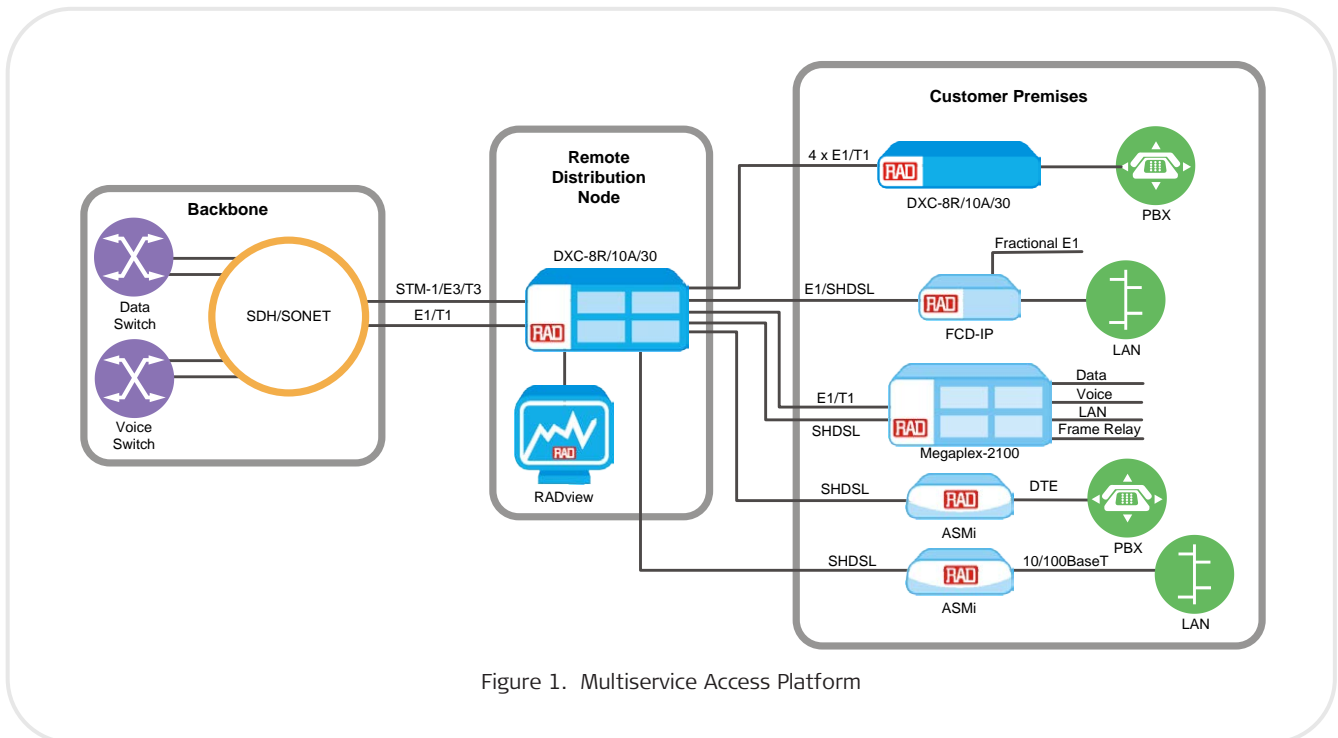 Backbone
Data
Switch
Voice
Switch
SDH/SONET
STM-1/E3/T3
E1/T1
Remote
Distribution
Node
DXC-8R/10A/30
RAD
RAD
RADview
Customer Premises
4 x E1/T1
RAD
DXC-8R/10A/30
PBX
E1/SHDSL
RAD
FCD-IP
Fractional E1
LAN
E1/T1
SHDSL
RAD
Megaplex-2100
Data
Voice
LAN
Frame Relay
SHDSL
RAD
ASMi
DTE
PBX
SHDSL
RAD
ASMi
10/100BaseT
LAN
Figure 1. Multiservice Access Platform